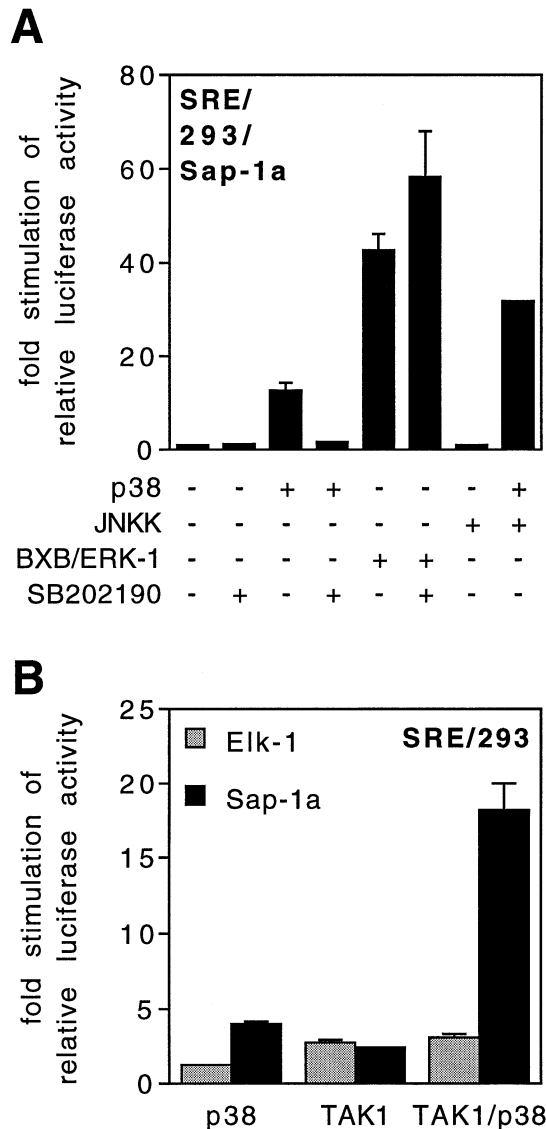 A
SRE/
293/
Sap-1a
fold stimulation of
relative luciferase activity
80
60
40
20
0
p38 - - + + - - - +
JNKK - - - - - - + +
BXB/ERK-1 - - - - + + - -
SB202190 - + - + - + - -
B
fold stimulation of
relative luciferase activity
25
20
15
10
5
0
Elk-1
Sap-1a
SRE/293
p38 TAK1 TAK1/p38